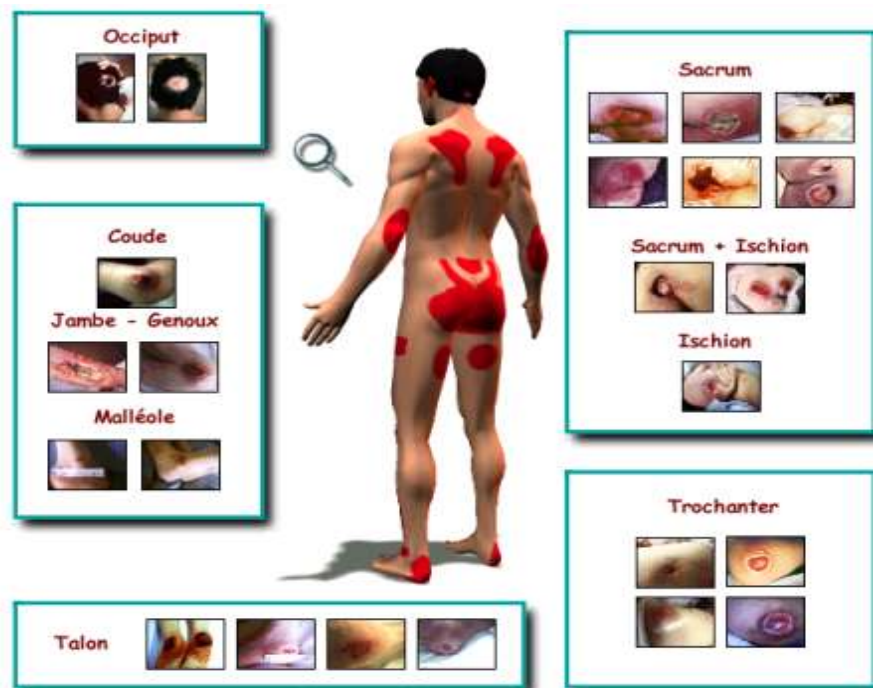 Occiput
Coude
Jambe - Genoux
Malléole
Talon
Sacrum
Sacrum + Ischion
Ischion
Trochanter